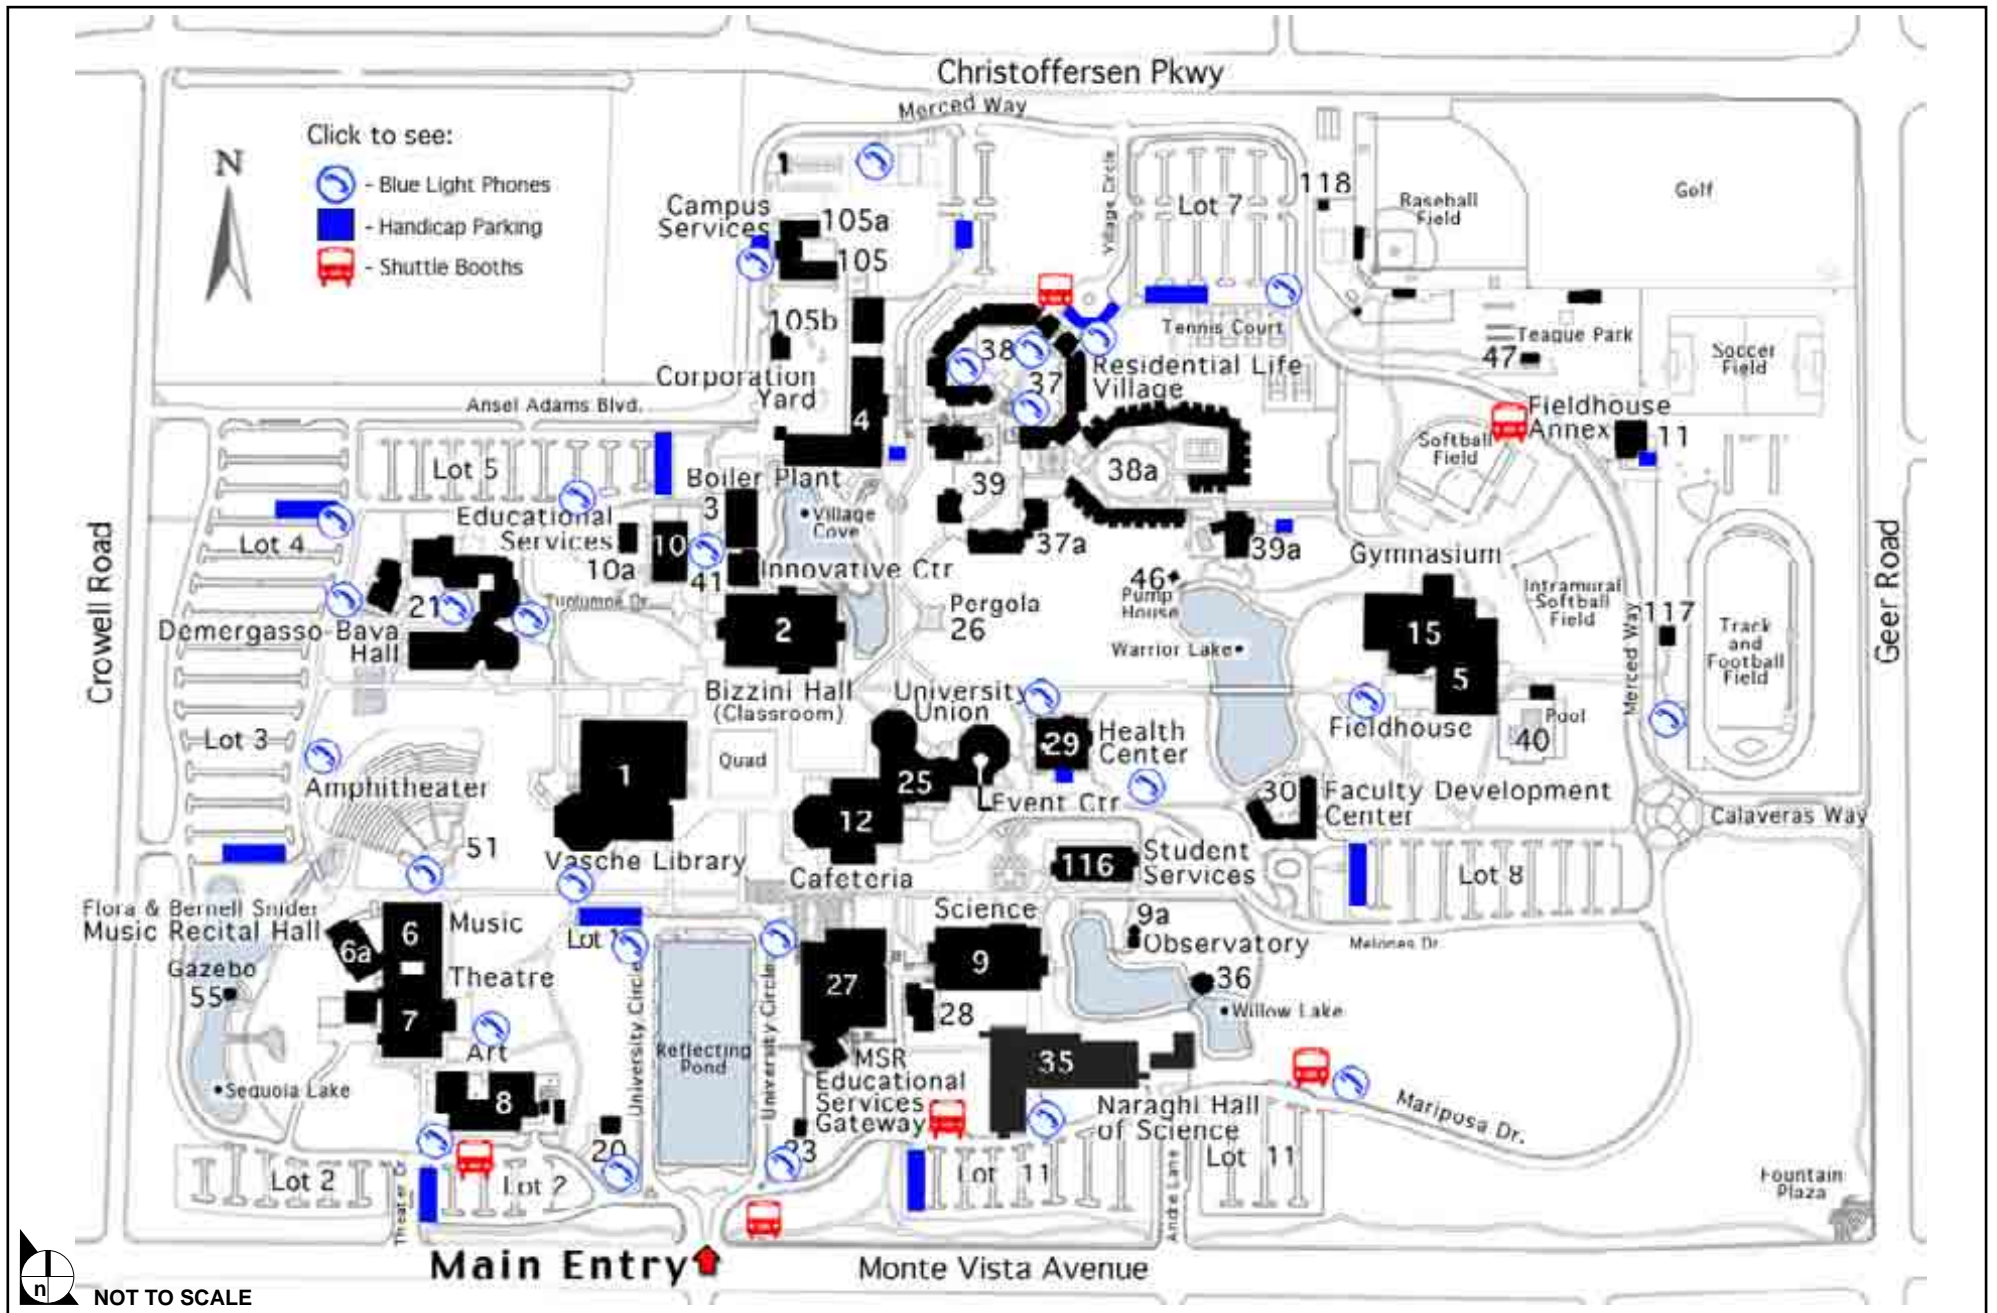 Christoffersen Pkwy
Merced Way
Click to see:
- Blue Light Phones
- Handicap Parking
- Shuttle Booths
N
1
Campus
Services
105a
105
105b
Corporation
Yard
4
Village Circle
Lot 7
118
Baseball
Field
Golf
Tennis Court
Teague Park
47
Soccer
Field
38
37
Residential Life
Village
Ansel Adams Blvd.
Fieldhouse
Annex
11
Softball
Field
Lot 5
Boiler Plant
3
Village
Cove
39
38a
37a
39a
Educational
Services
10
10a
41
Innovative Ctr
Lot 4
21
Demergasso-Bava
Hall
Tuolumne Dr.
2
Pergola
26
46
Pump
House
Warrior Lake
Gymnasium
15
5
Intramural
Softball
Field
Merced Way
117
Track
and
Football
Field
Crowell Road
Geer Road
Bizzini Hall
(Classroom)
University
Union
Health
Center
29
Fieldhouse
Pool
40
Lot 3
Amphitheater
51
1
Quad
25
12
Event Ctr
30
Faculty Development
Center
Calaveras Way
Vasche Library
Cafeteria
116
Student
Services
Lot 8
Flora & Bernell Snider
Music Recital Hall
6
Music
6a
Lot
Science
9a
Observatory
Melones Dr.
Gazebo
55
Theatre
7
27
9
28
36
Willow Lake
Art
8
University Circle
Reflecting
Pond
University Circle
MSR
Educational
Services
Gateway
35
Naraghi Hall
of Science
Mariposa Dr.
Sequoia Lake
20
23
Lot 2
Theater Dr
Lot 2
Lot 11
Andre Lane
Lot 11
Fountain
Plaza
Main Entry
Monte Vista Avenue
n
NOT TO SCALE